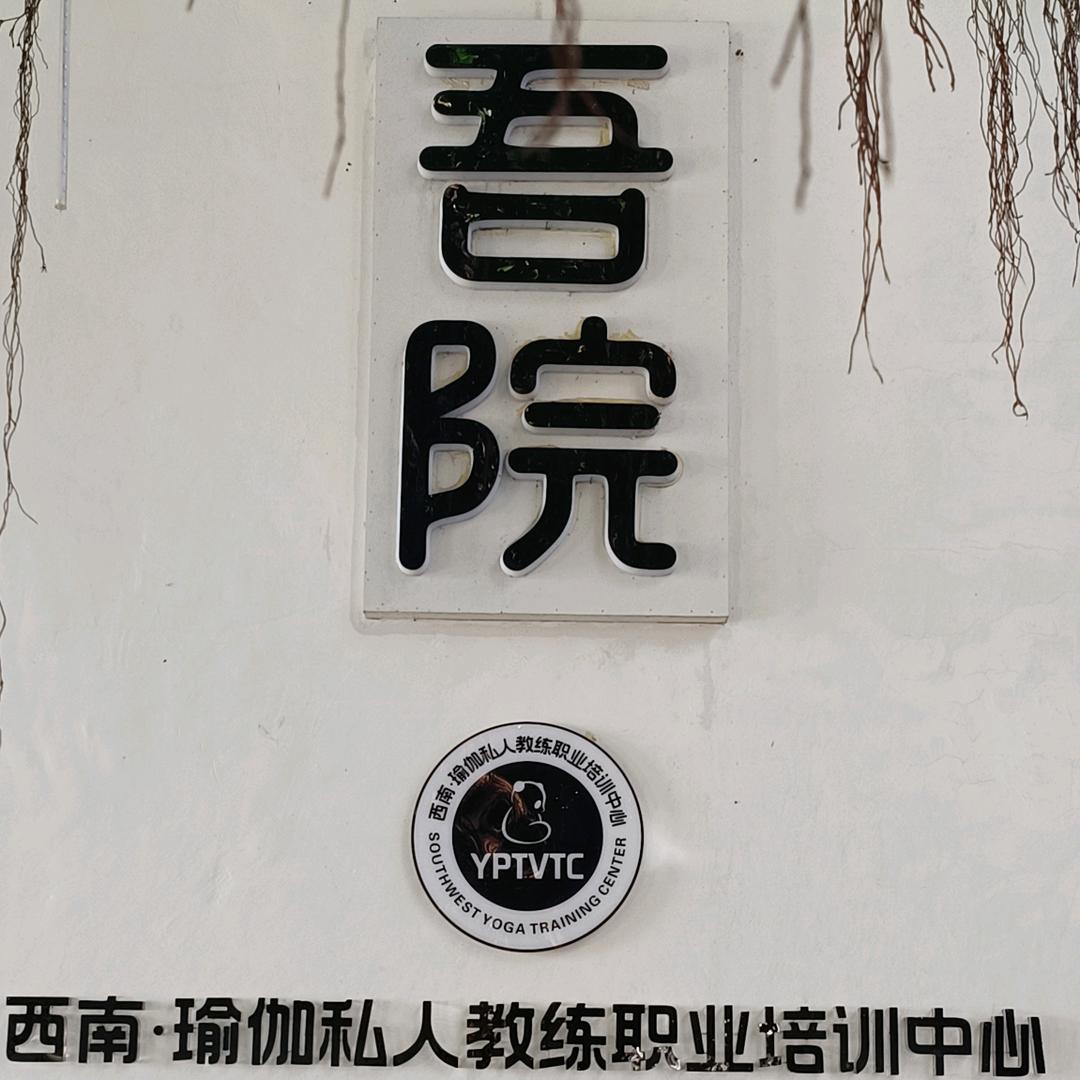 吾
院
西南·瑜伽私人教练职业培训中心
YPTVTC
SOUTHWEST YOGA TRAINING CENTER
西南·瑜伽私人教练职业培训中心